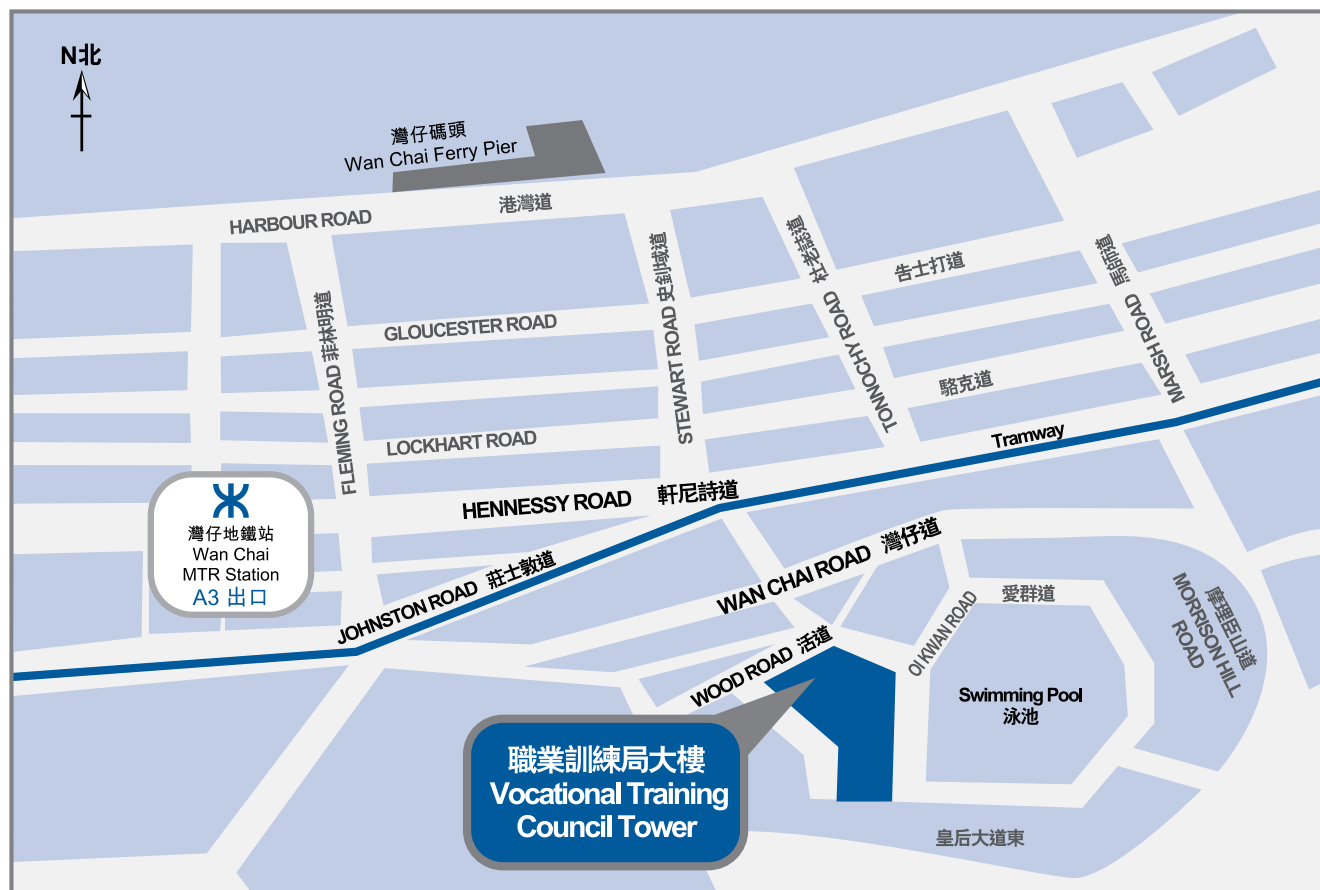 N北
灣仔碼頭
Wan Chai Ferry Pier
HARBOUR ROAD 港灣道
GLOUCESTER ROAD 告士打道
LOCKHART ROAD 駱克道
FLEMING ROAD 菲林明道
STEWART ROAD 史釗域道
TONNOCHY ROAD 杜老誌道
MARSH ROAD 馬師道
Tramway
HENNESSY ROAD 軒尼詩道
灣仔地鐵站
Wan Chai
MTR Station
A3 出口
JOHNSTON ROAD 莊士敦道
WAN CHAI ROAD 灣仔道
WOOD ROAD 活道
OI KWAN ROAD
愛群道
摩理臣山道
MORRISON HILL
ROAD
Swimming Pool
泳池
職業訓練局大樓
Vocational Training
Council Tower
皇后大道東